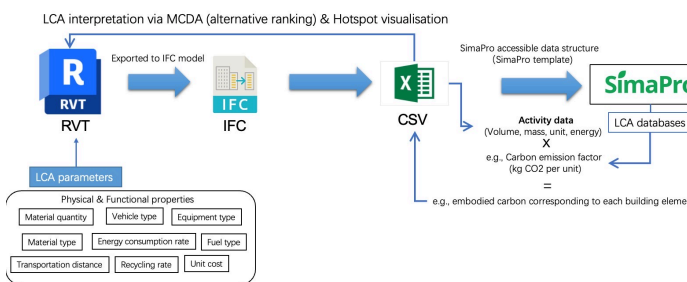 LCA interpretation via MCDA (alternative ranking) & Hotspot visualisation
R
RVT
RVT
Exported to IFC model
IFC
IFC
X
CSV
SimaPro accessible data structure
(SimaPro template)
SimaPro
LCA databases
Activity data
(Volume, mass, unit, energy)
X
e.g., Carbon emission factor
(kg CO2 per unit)
=
e.g., embodied carbon corresponding to each building eleme
LCA parameters
Physical & Functional properties
Material quantity
Vehicle type
Equipment type
Material type
Energy consumption rate
Fuel type
Transportation distance
Recycling rate
Unit cost